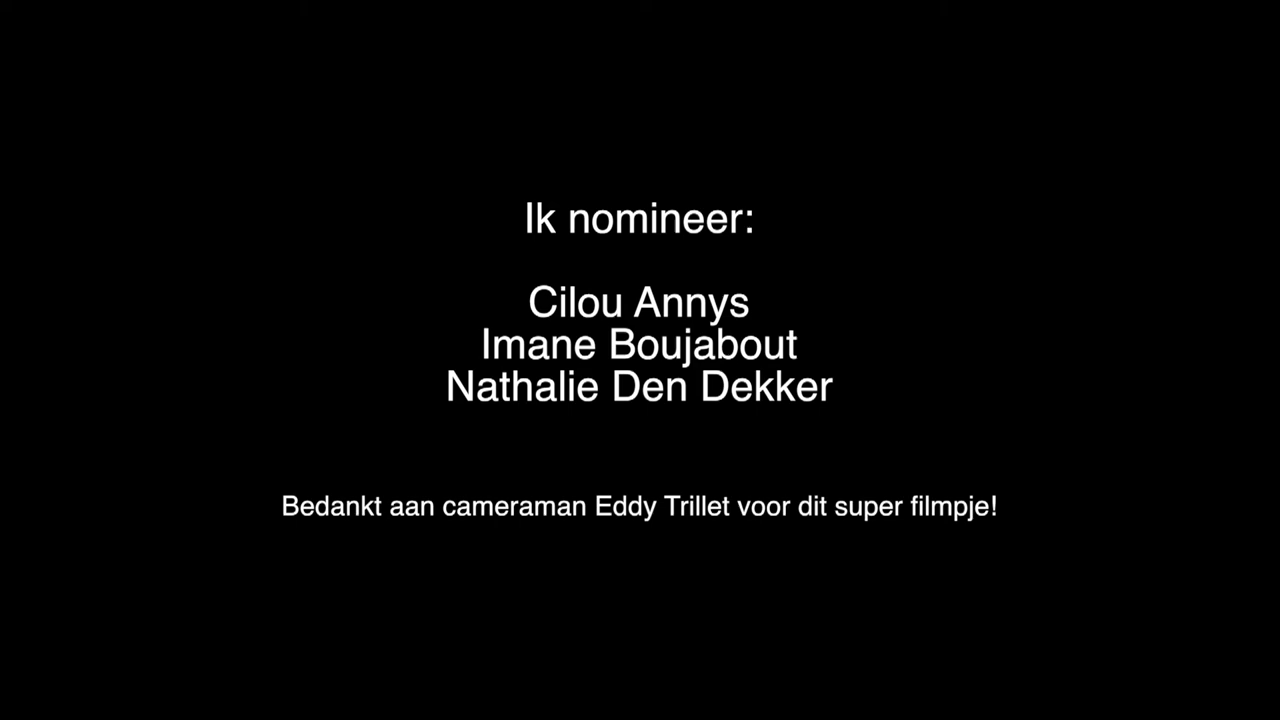 Ik nomineer:
Cilou Annys
Imane Boujabout
Nathalie Den Dekker
Bedankt aan cameraman Eddy Trillet voor dit super filmpje!